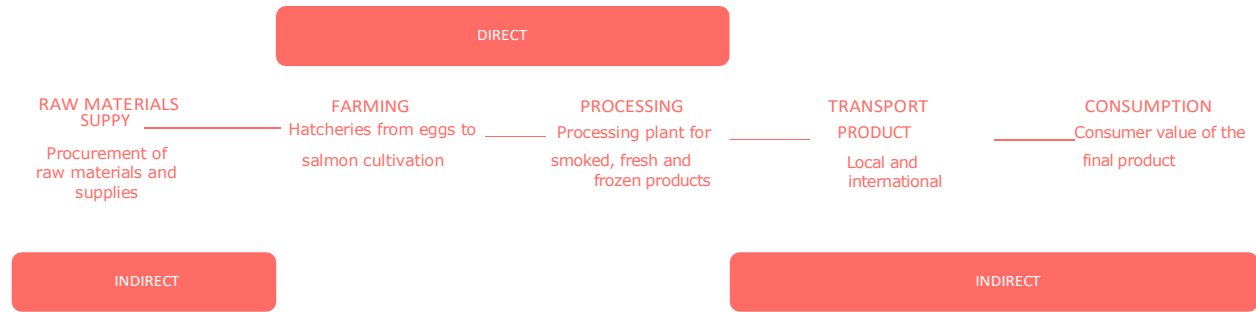 DIRECT
RAW MATERIALS
SUPPY
Procurement of
raw materials and
supplies
FARMING
Hatcheries from eggs to
salmon cultivation
PROCESSING
Processing plant for
smoked, fresh and
frozen products
TRANSPORT
PRODUCT
Local and
international
CONSUMPTION
Consumer value of the
final product
INDIRECT
INDIRECT